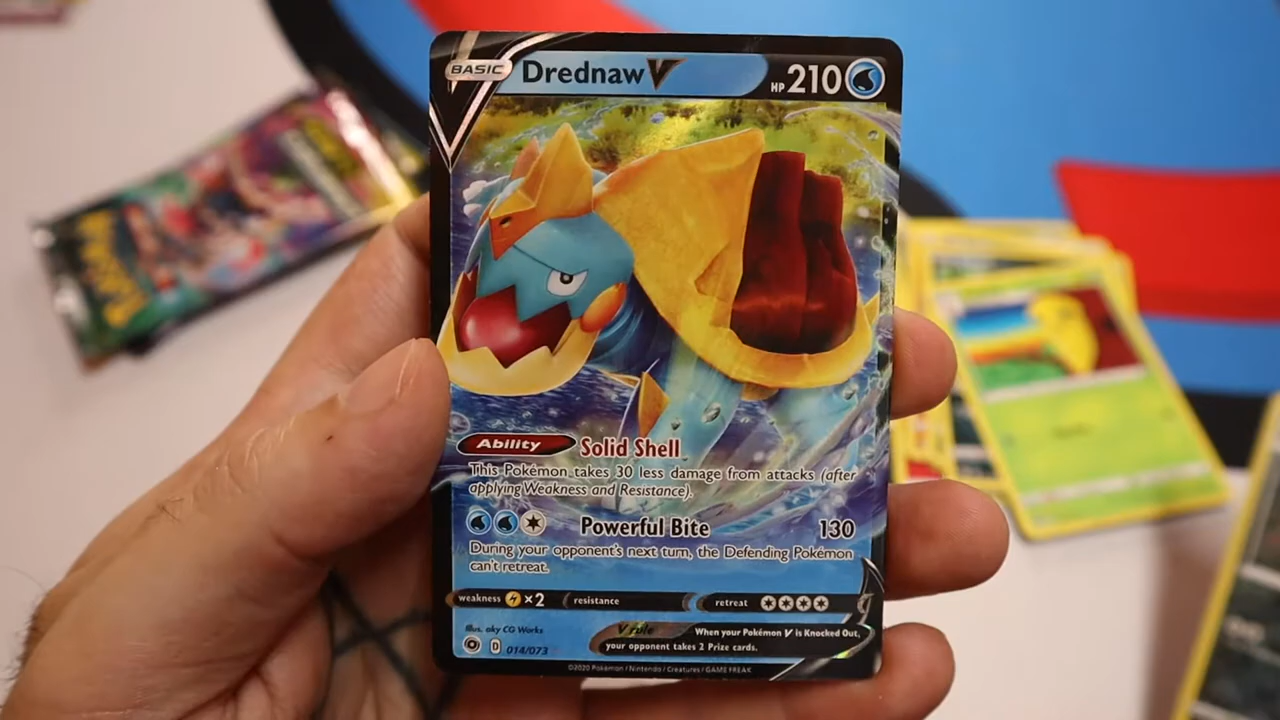 BASIC Drednaw V HP 210
Ability Solid Shell
This Pokémon takes 30 less damage from attacks (after
applying Weakness and Resistance).
Powerful Bite 130
During your opponent's next turn, the Defending Pokémon
can't retreat.
weakness ×2 resistance retreat
Illus. aky CG Works
V rule When your Pokémon V is Knocked Out,
your opponent takes 2 Prize cards.
D 014/073
©2020 Pokémon / Nintendo / Creatures / GAME FREAK